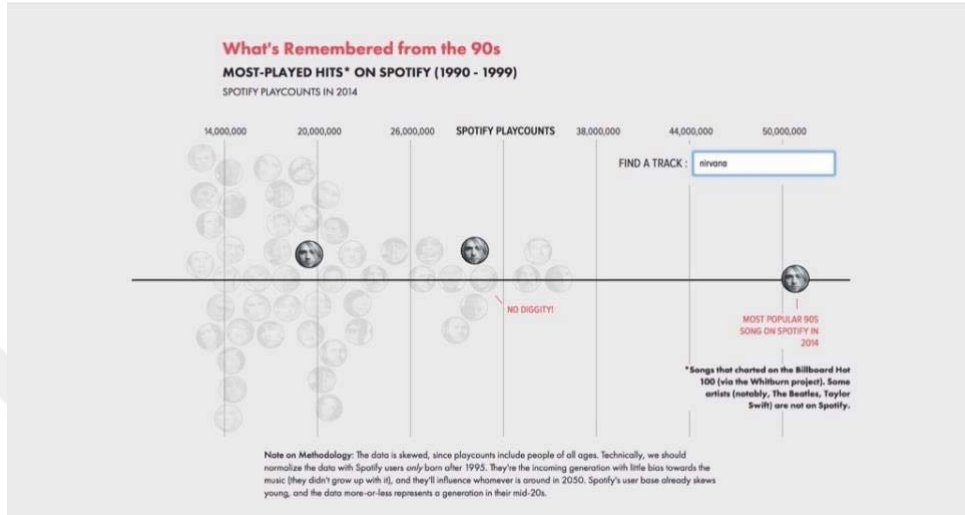 What's Remembered from the 90s
MOST-PLAYED HITS* ON SPOTIFY (1990 - 1999)
SPOTIFY PLAYCOUNTS IN 2014
14,000,000 20,000,000 26,000,000 SPOTIFY PLAYCOUNTS 38,000,000 44,000,000 50,000,000
FIND A TRACK : nirvana
NO DIGGITY!
MOST POPULAR 90S
SONG ON SPOTIFY IN
2014
*Songs that charted on the Billboard Hot
100 (via the Whitburn project). Some
artists (notably, The Beatles, Taylor
Swift) are not on Spotify.
Note on Methodology: The data is skewed, since playcounts include people of all ages. Technically, we should
normalize the data with Spotify users only born after 1995. They're the incoming generation with little bias towards the
music (they didn't grow up with it), and they'll influence whomever is around in 2050. Spotify's user base already skews
young, and the data more-or-less represents a generation in their mid-20s.